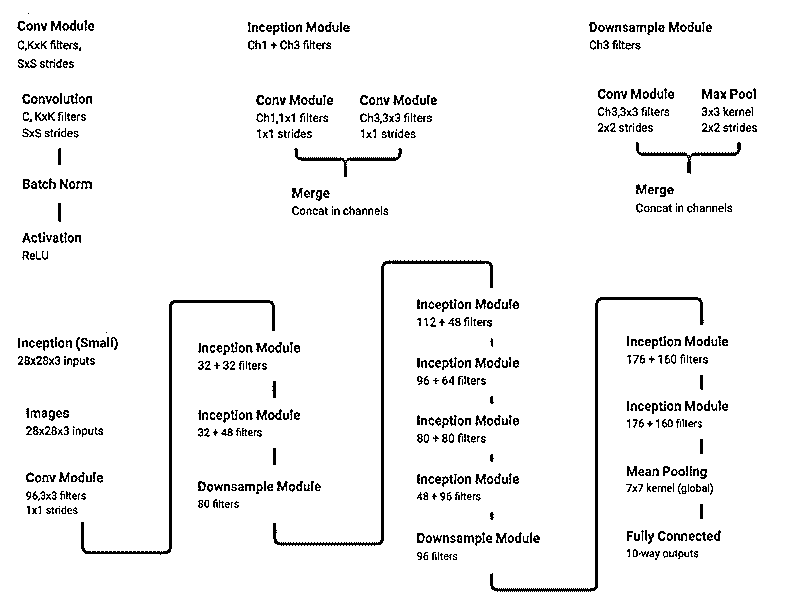 Conv Module
C,KxK filters,
SxS strides
Convolution
C, KxK filters
SxS strides
Batch Norm
Activation
ReLU
Inception Module
Ch1 + Ch3 filters
Conv Module
Ch1,1x1 filters
1x1 strides
Conv Module
Ch3,3x3 filters
1x1 strides
Merge
Concat in channels
Downsample Module
Ch3 filters
Conv Module
Ch3,3x3 filters
2x2 strides
Max Pool
3x3 kernel
2x2 strides
Merge
Concat in channels
Inception (Small)
28x28x3 inputs
Images
28x28x3 inputs
Conv Module
96,3x3 filters
1x1 strides
Inception Module
32 + 32 filters
Inception Module
32 + 48 filters
Downsample Module
80 filters
Inception Module
112 + 48 filters
Inception Module
96 + 64 filters
Inception Module
80 + 80 filters
Inception Module
48 + 96 filters
Downsample Module
96 filters
Inception Module
176 + 160 filters
Inception Module
176 + 160 filters
Mean Pooling
7x7 kernel (global)
Fully Connected
10-way outputs